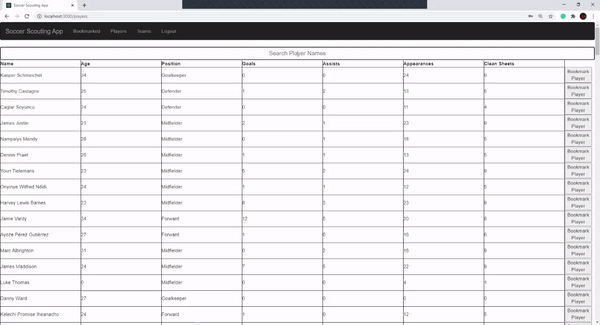 Soccer Scouting App
localhost:3000/players
Soccer Scouting App Bookmarked Players Teams Logout
Search Player Names
Name Age Position Goals Assists Appearances Clean Sheets
Kasper Schmeichel 34 Goalkeeper 0 0 24 9 Bookmark Player
Timothy Castagne 25 Defender 1 2 13 5 Bookmark Player
Caglar Soyuncu 24 Defender 0 0 11 4 Bookmark Player
James Justin 21 Midfielder 2 1 23 9 Bookmark Player
Nampalys Mendy 28 Midfielder 0 1 18 5 Bookmark Player
Dennis Praet 26 Midfielder 1 1 13 5 Bookmark Player
Youri Tielemans 23 Midfielder 5 2 24 9 Bookmark Player
Onyinye Wilfred Ndidi 24 Midfielder 1 1 12 5 Bookmark Player
Harvey Lewis Barnes 23 Midfielder 8 3 23 9 Bookmark Player
Jamie Vardy 34 Forward 12 5 20 6 Bookmark Player
Ayoze Pérez Gutiérrez 27 Forward 1 0 16 6 Bookmark Player
Marc Albrighton 31 Midfielder 0 2 18 8 Bookmark Player
James Maddison 24 Midfielder 7 5 22 9 Bookmark Player
Luke Thomas 0 Midfielder 0 0 4 1 Bookmark Player
Danny Ward 27 Goalkeeper 0 0 0 0 Bookmark Player
Kelechi Promise Iheanacho 24 Forward 1 0 12 5 Bookmark Player